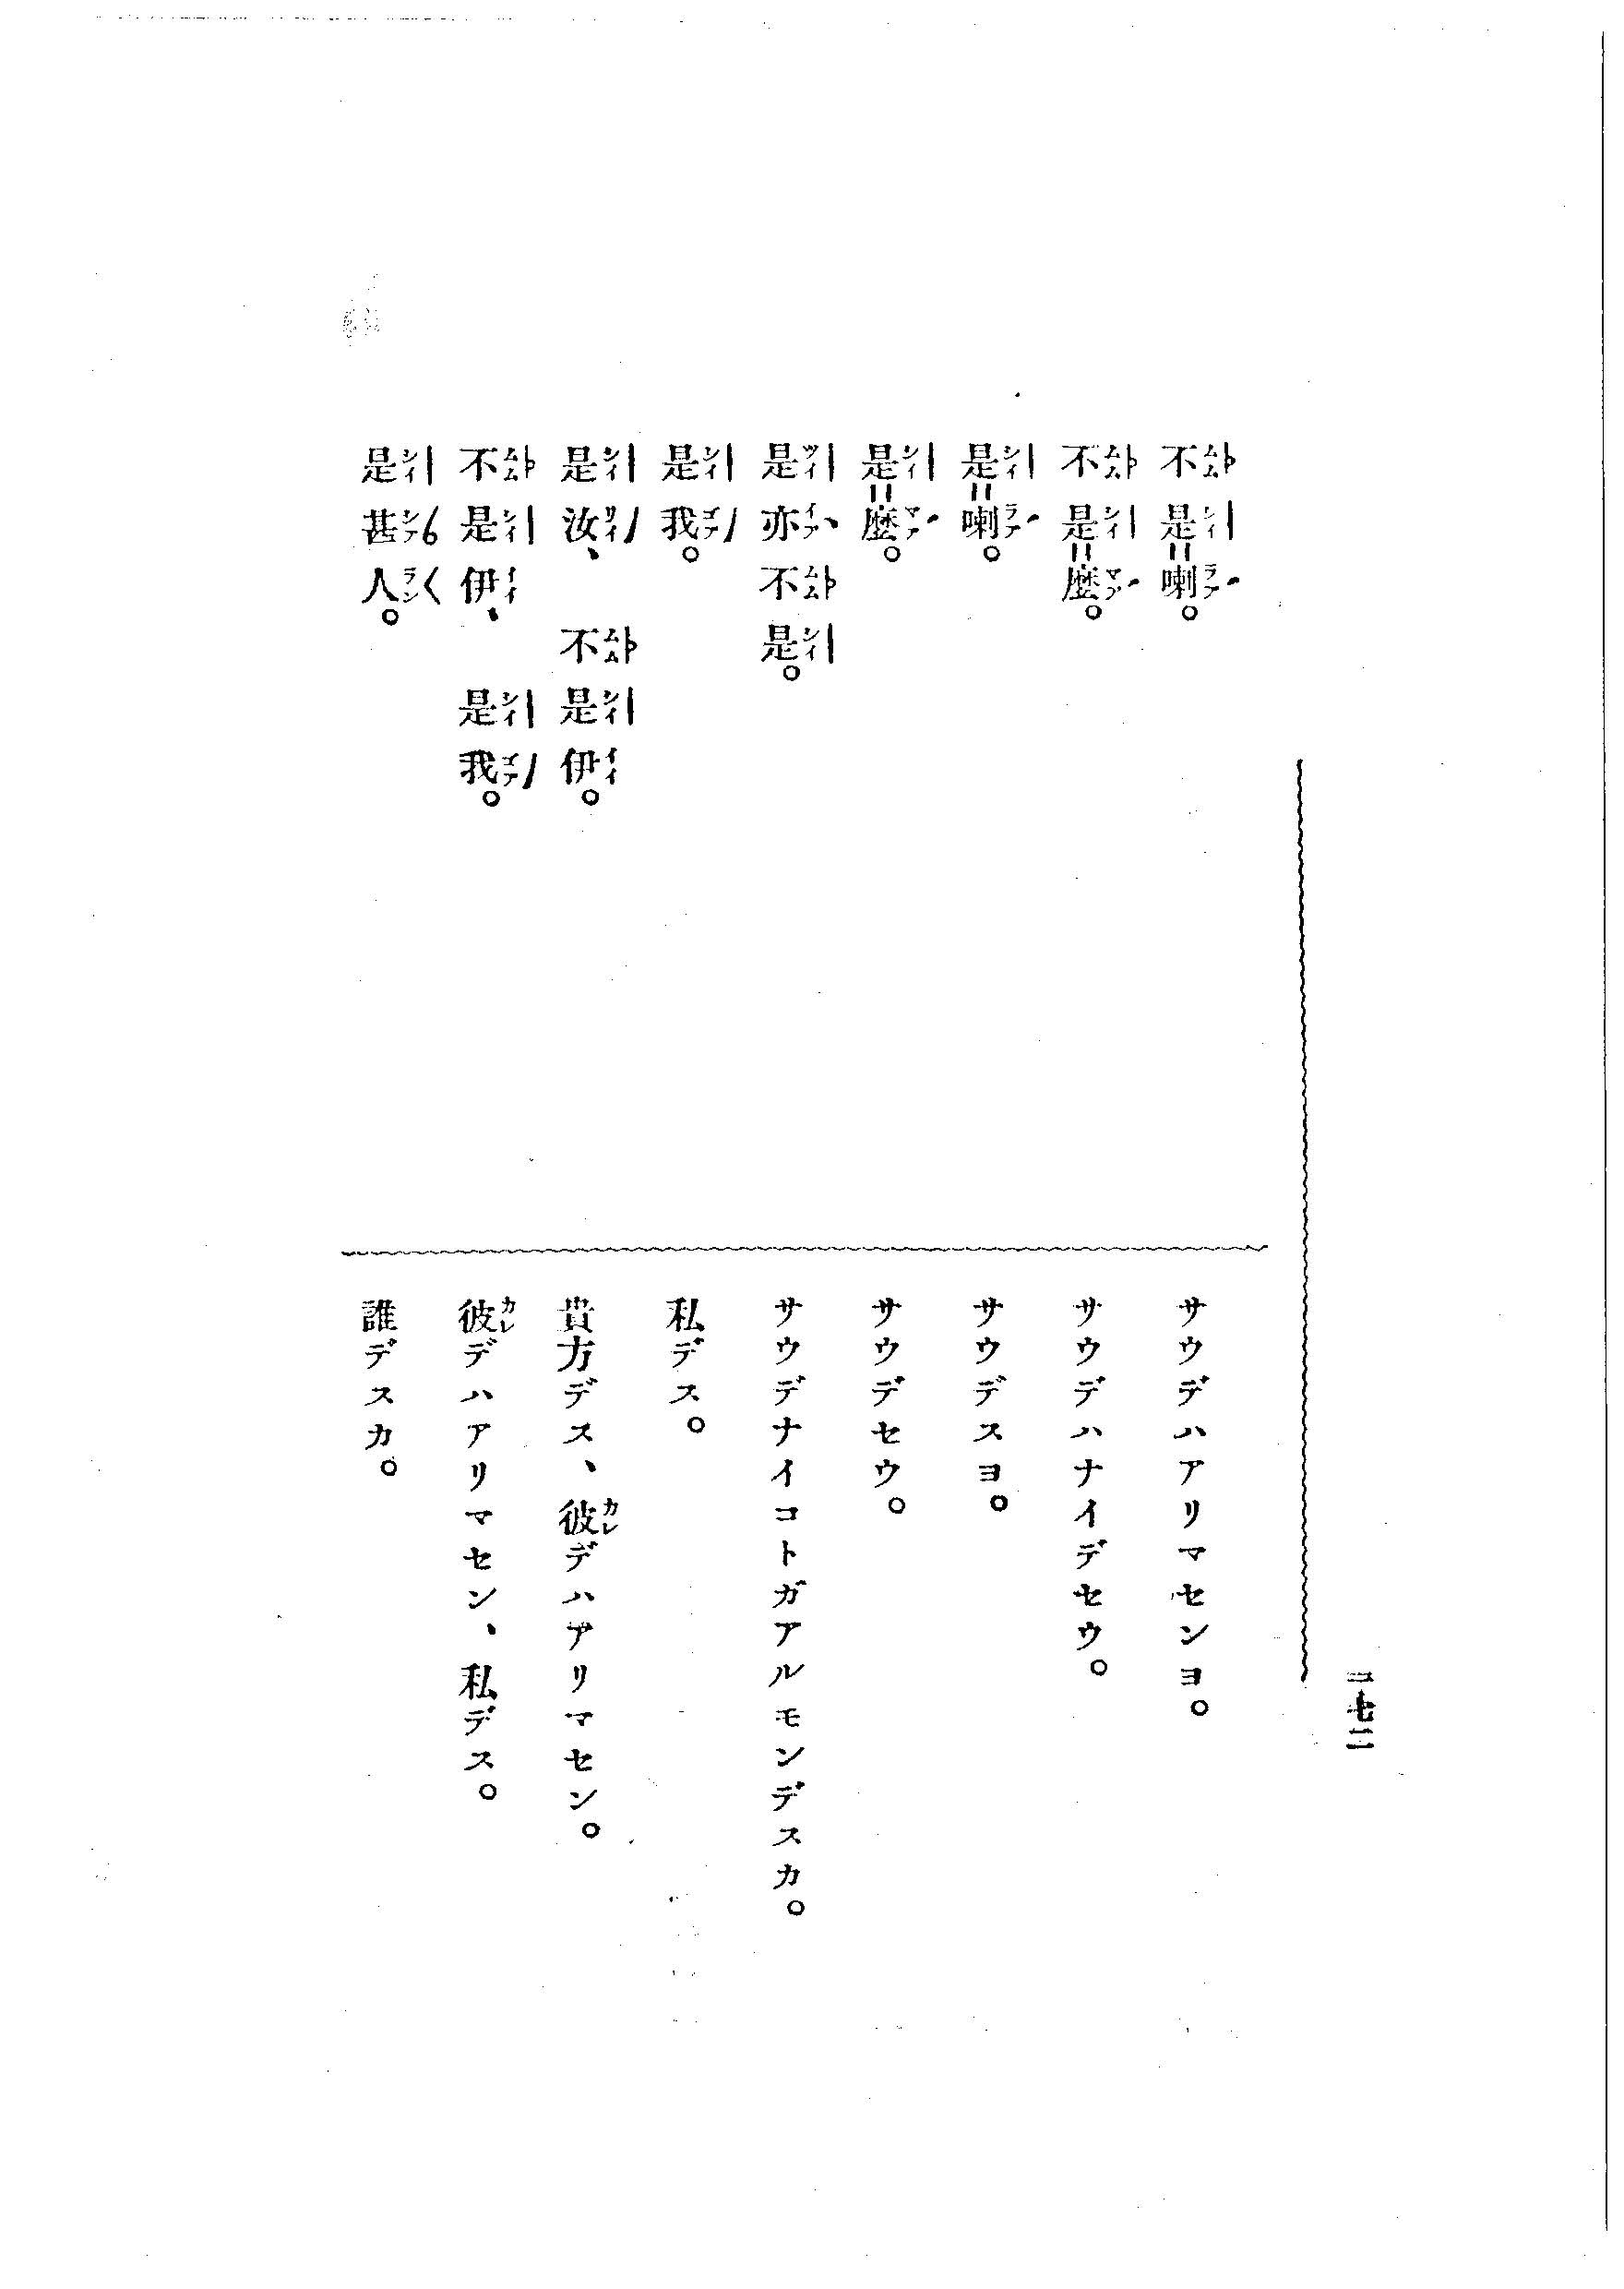 一七二
不是=喇。
不是=麼。
是=喇。
是=麼。
是亦不是。
是我。
是汝、不是伊。
不是伊、是我。
是甚人。
サウデハアリマセンヨ。
サウデハナイデセウ。
サウデスヨ。
サウデセウ。
サウデナイコトガアルモンデスカ。
私デス。
貴方デス、彼デハアリマセン。
彼デハアリマセン、私デス。
誰デスカ。